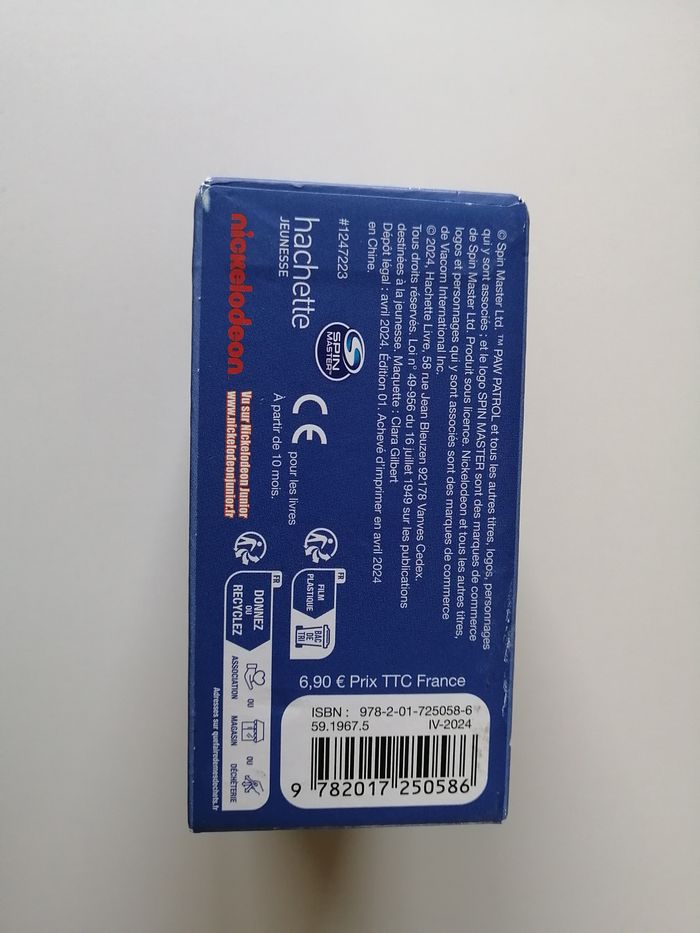 © Spin Master Ltd. ™ PAW PATROL et tous les autres titres, logos, personnages
qui y sont associés ; et le logo SPIN MASTER sont des marques de commerce
de Spin Master Ltd. Produit sous licence. Nickelodeon et tous les autres titres,
logos et personnages qui y sont associés sont des marques de commerce
de Viacom International Inc.
© 2024, Hachette Livre, 58 rue Jean Bleuzen 92178 Vanves Cedex.
Tous droits réservés. Loi n° 49-956 du 16 juillet 1949 sur les publications
destinées à la jeunesse. Maquette : Clara Gilbert
Dépôt légal : avril 2024. Édition 01. Achevé d'imprimer en avril 2024
en Chine.
#1247223
hachette
JEUNESSE
SPIN
MASTER
CE
pour les livres
À partir de 10 mois.
nickelodeon
Vu sur Nickelodeon Junior
www.nickelodeonjunior.fr
FR
FILM
PLASTIQUE
BAC
DE
TRI
FR
DONNEZ
OU
RECYCLEZ
ASSOCIATION
OU
MAGASIN
OU
DÉCHÈTERIE
Adresses sur quefairedemesdechets.fr
6,90 € Prix TTC France
ISBN : 978-2-01-725058-6
59.1967.5 IV-2024
9 782017 250586